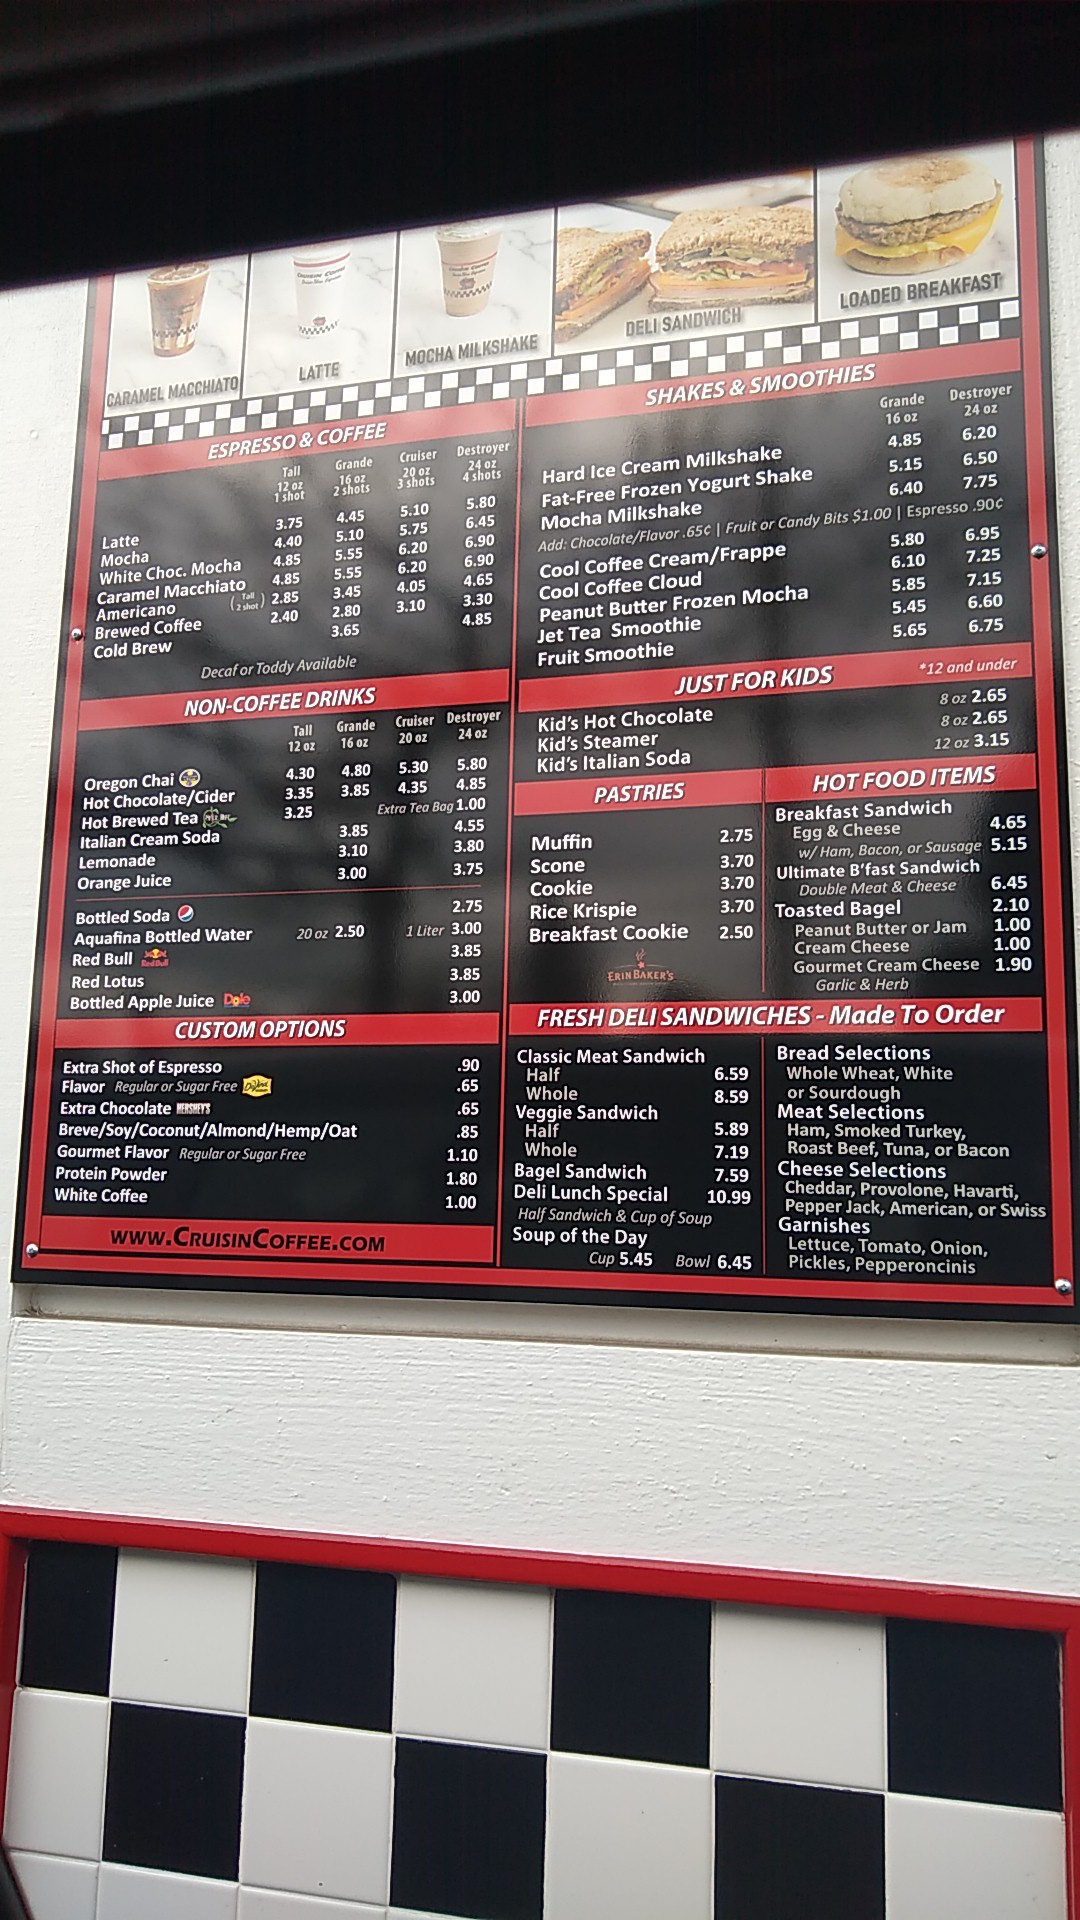 CARAMEL MACCHIATO
LATTE
MOCHA MILKSHAKE
DELI SANDWICH
LOADED BREAKFAST
ESPRESSO & COFFEE
Tall Grande Cruiser Destroyer
12 oz 16 oz 20 oz 24 oz
1 shot 2 shots 3 shots 4 shots
Latte 3.75 4.45 5.10 5.80
Mocha 4.40 5.10 5.75 6.45
White Choc. Mocha 4.85 5.55 6.20 6.90
Caramel Macchiato 4.85 5.55 6.20 6.90
Americano (Tall 2 shot) 2.85 3.45 4.05 4.65
Brewed Coffee 2.40 2.80 3.10 3.30
Cold Brew 3.65 4.85
Decaf or Toddy Available
NON-COFFEE DRINKS
Tall Grande Cruiser Destroyer
12 oz 16 oz 20 oz 24 oz
Oregon Chai 4.30 4.80 5.30 5.80
Hot Chocolate/Cider 3.35 3.85 4.35 4.85
Hot Brewed Tea 3.25 Extra Tea Bag 1.00
Italian Cream Soda 3.85 4.55
Lemonade 3.10 3.80
Orange Juice 3.00 3.75
Bottled Soda 2.75
Aquafina Bottled Water 20 oz 2.50 1 Liter 3.00
Red Bull RedBull 3.85
Red Lotus 3.85
Bottled Apple Juice Dole 3.00
CUSTOM OPTIONS
Extra Shot of Espresso .90
Flavor Regular or Sugar Free DaVinci .65
Extra Chocolate HERSHEY'S .65
Breve/Soy/Coconut/Almond/Hemp/Oat .85
Gourmet Flavor Regular or Sugar Free 1.10
Protein Powder 1.80
White Coffee 1.00
www.CruisinCoffee.com
SHAKES & SMOOTHIES
Grande Destroyer
16 oz 24 oz
Hard Ice Cream Milkshake 4.85 6.20
Fat-Free Frozen Yogurt Shake 5.15 6.50
Mocha Milkshake 6.40 7.75
Add: Chocolate/Flavor .65¢ | Fruit or Candy Bits $1.00 | Espresso .90¢
Cool Coffee Cream/Frappe 5.80 6.95
Cool Coffee Cloud 6.10 7.25
Peanut Butter Frozen Mocha 5.85 7.15
Jet Tea Smoothie 5.45 6.60
Fruit Smoothie 5.65 6.75
JUST FOR KIDS *12 and under
Kid's Hot Chocolate 8 oz 2.65
Kid's Steamer 8 oz 2.65
Kid's Italian Soda 12 oz 3.15
PASTRIES
Muffin 2.75
Scone 3.70
Cookie 3.70
Rice Krispie 3.70
Breakfast Cookie 2.50
ERIN BAKER'S
HOT FOOD ITEMS
Breakfast Sandwich
Egg & Cheese 4.65
w/ Ham, Bacon, or Sausage 5.15
Ultimate B'fast Sandwich
Double Meat & Cheese 6.45
Toasted Bagel 2.10
Peanut Butter or Jam 1.00
Cream Cheese 1.00
Gourmet Cream Cheese 1.90
Garlic & Herb
FRESH DELI SANDWICHES - Made To Order
Classic Meat Sandwich
Half 6.59
Whole 8.59
Veggie Sandwich
Half 5.89
Whole 7.19
Bagel Sandwich 7.59
Deli Lunch Special 10.99
Half Sandwich & Cup of Soup
Soup of the Day
Cup 5.45 Bowl 6.45
Bread Selections
Whole Wheat, White
or Sourdough
Meat Selections
Ham, Smoked Turkey,
Roast Beef, Tuna, or Bacon
Cheese Selections
Cheddar, Provolone, Havarti,
Pepper Jack, American, or Swiss
Garnishes
Lettuce, Tomato, Onion,
Pickles, Pepperoncinis